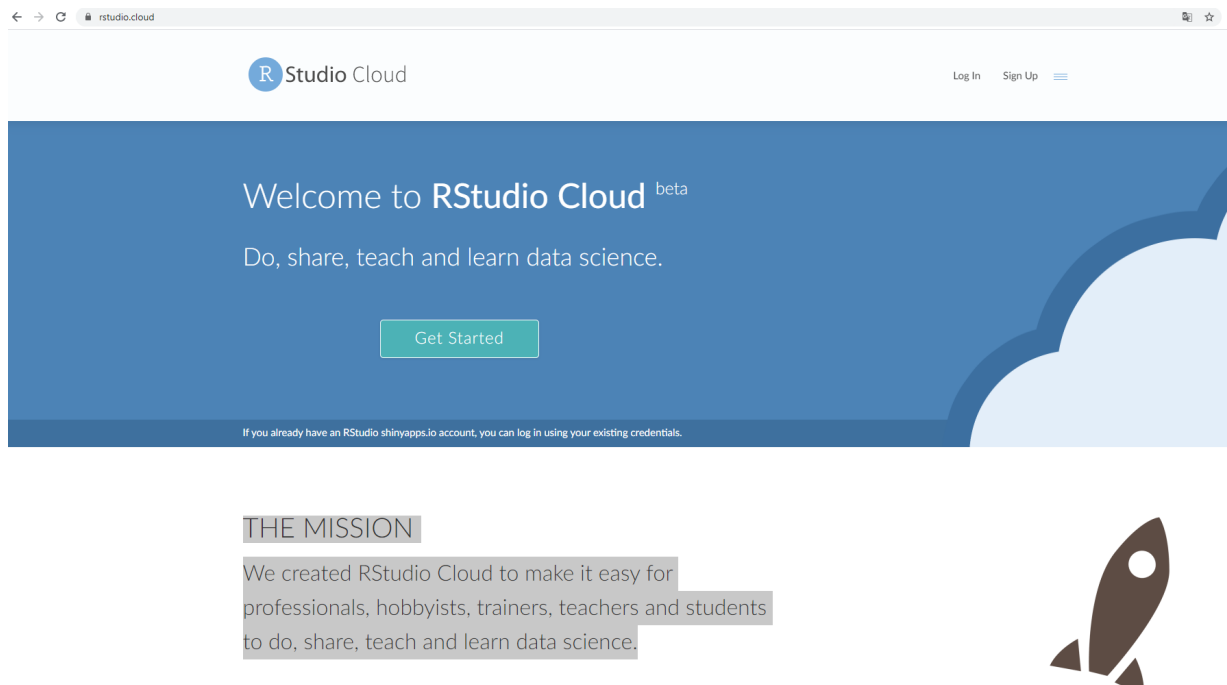 rstudio.cloud
R Studio Cloud
Log In Sign Up
Welcome to RStudio Cloud beta
Do, share, teach and learn data science.
Get Started
If you already have an RStudio shinyapps.io account, you can log in using your existing credentials.
THE MISSION
We created RStudio Cloud to make it easy for
professionals, hobbyists, trainers, teachers and students
to do, share, teach and learn data science.